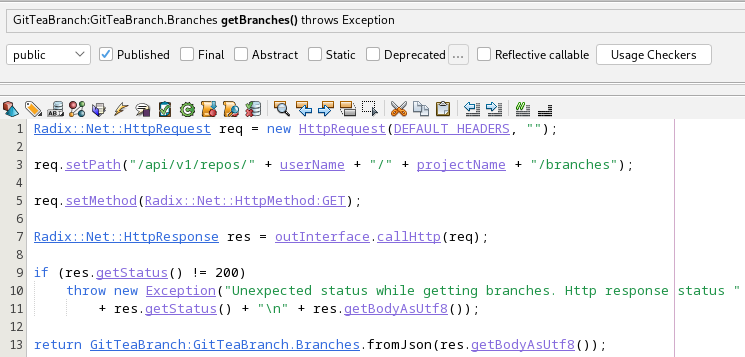 GitTeaBranch:GitTeaBranch.Branches getBranches() throws Exception
public Published Final Abstract Static Deprecated ... Reflective callable Usage Checkers
1 Radix::Net::HttpRequest req = new HttpRequest(DEFAULT_HEADERS, "");
2
3 req.setPath("/api/v1/repos/" + userName + "/" + projectName + "/branches");
4
5 req.setMethod(Radix::Net::HttpMethod:GET);
6
7 Radix::Net::HttpResponse res = outInterface.callHttp(req);
8
9 if (res.getStatus() != 200)
10 throw new Exception("Unexpected status while getting branches. Http response status "
11 + res.getStatus() + "\n" + res.getBodyAsUtf8());
12
13 return GitTeaBranch:GitTeaBranch.Branches.fromJson(res.getBodyAsUtf8());